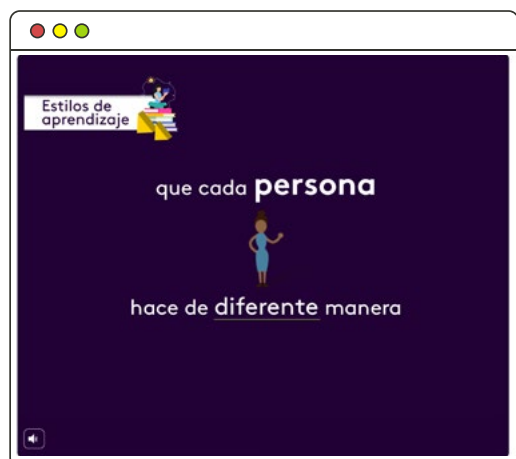 Estilos de
aprendizaje
que cada persona
hace de diferente manera